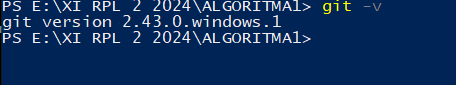 PS E:\XI RPL 2 2024\ALGORITMA1> git -v
git version 2.43.0.windows.1
PS E:\XI RPL 2 2024\ALGORITMA1>